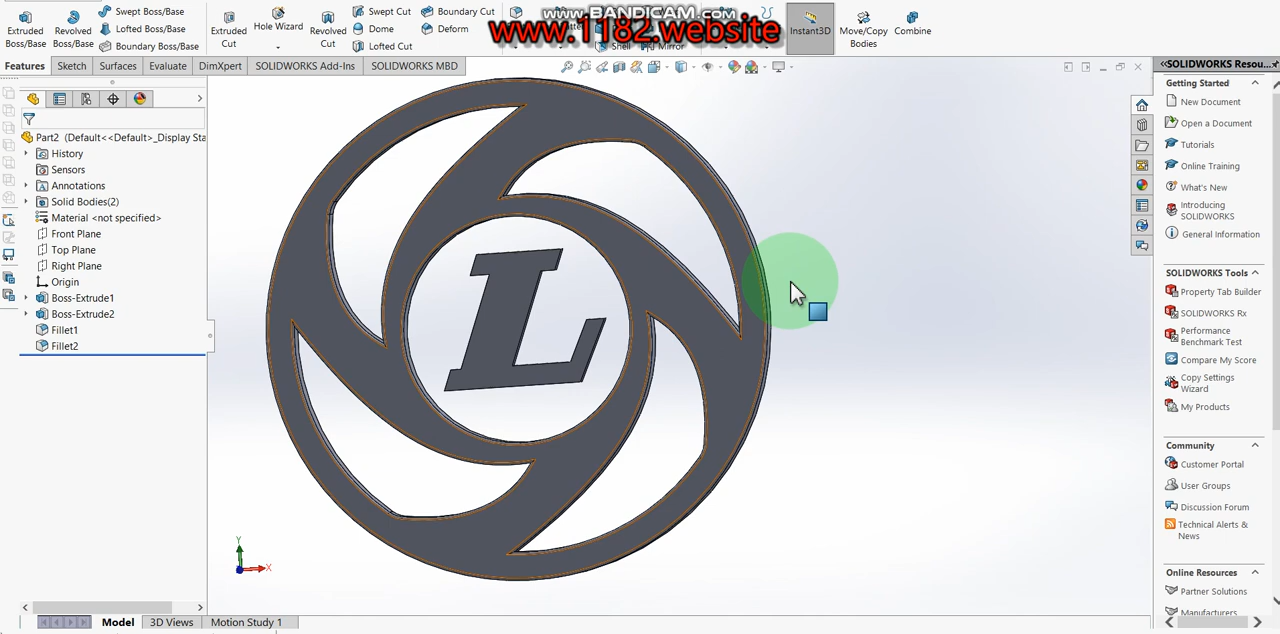 www.BANDICAM.com
www.1182.website
Extruded Boss/Base
Revolved Boss/Base
Swept Boss/Base
Lofted Boss/Base
Boundary Boss/Base
Extruded Cut
Hole Wizard
Revolved Cut
Swept Cut
Dome
Lofted Cut
Boundary Cut
Deform
Shell
Mirror
Instant3D
Move/Copy Bodies
Combine
Features
Sketch
Surfaces
Evaluate
DimXpert
SOLIDWORKS Add-Ins
SOLIDWORKS MBD
Part2 (Default<<Default>_Display Sta
History
Sensors
Annotations
Solid Bodies(2)
Material <not specified>
Front Plane
Top Plane
Right Plane
Origin
Boss-Extrude1
Boss-Extrude2
Fillet1
Fillet2
L
Y
X
Model
3D Views
Motion Study 1
SOLIDWORKS Resou...
Getting Started
New Document
Open a Document
Tutorials
Online Training
What's New
Introducing
SOLIDWORKS
General Information
SOLIDWORKS Tools
Property Tab Builder
SOLIDWORKS Rx
Performance
Benchmark Test
Compare My Score
Copy Settings
Wizard
My Products
Community
Customer Portal
User Groups
Discussion Forum
Technical Alerts &
News
Online Resources
Partner Solutions
Manufacturers